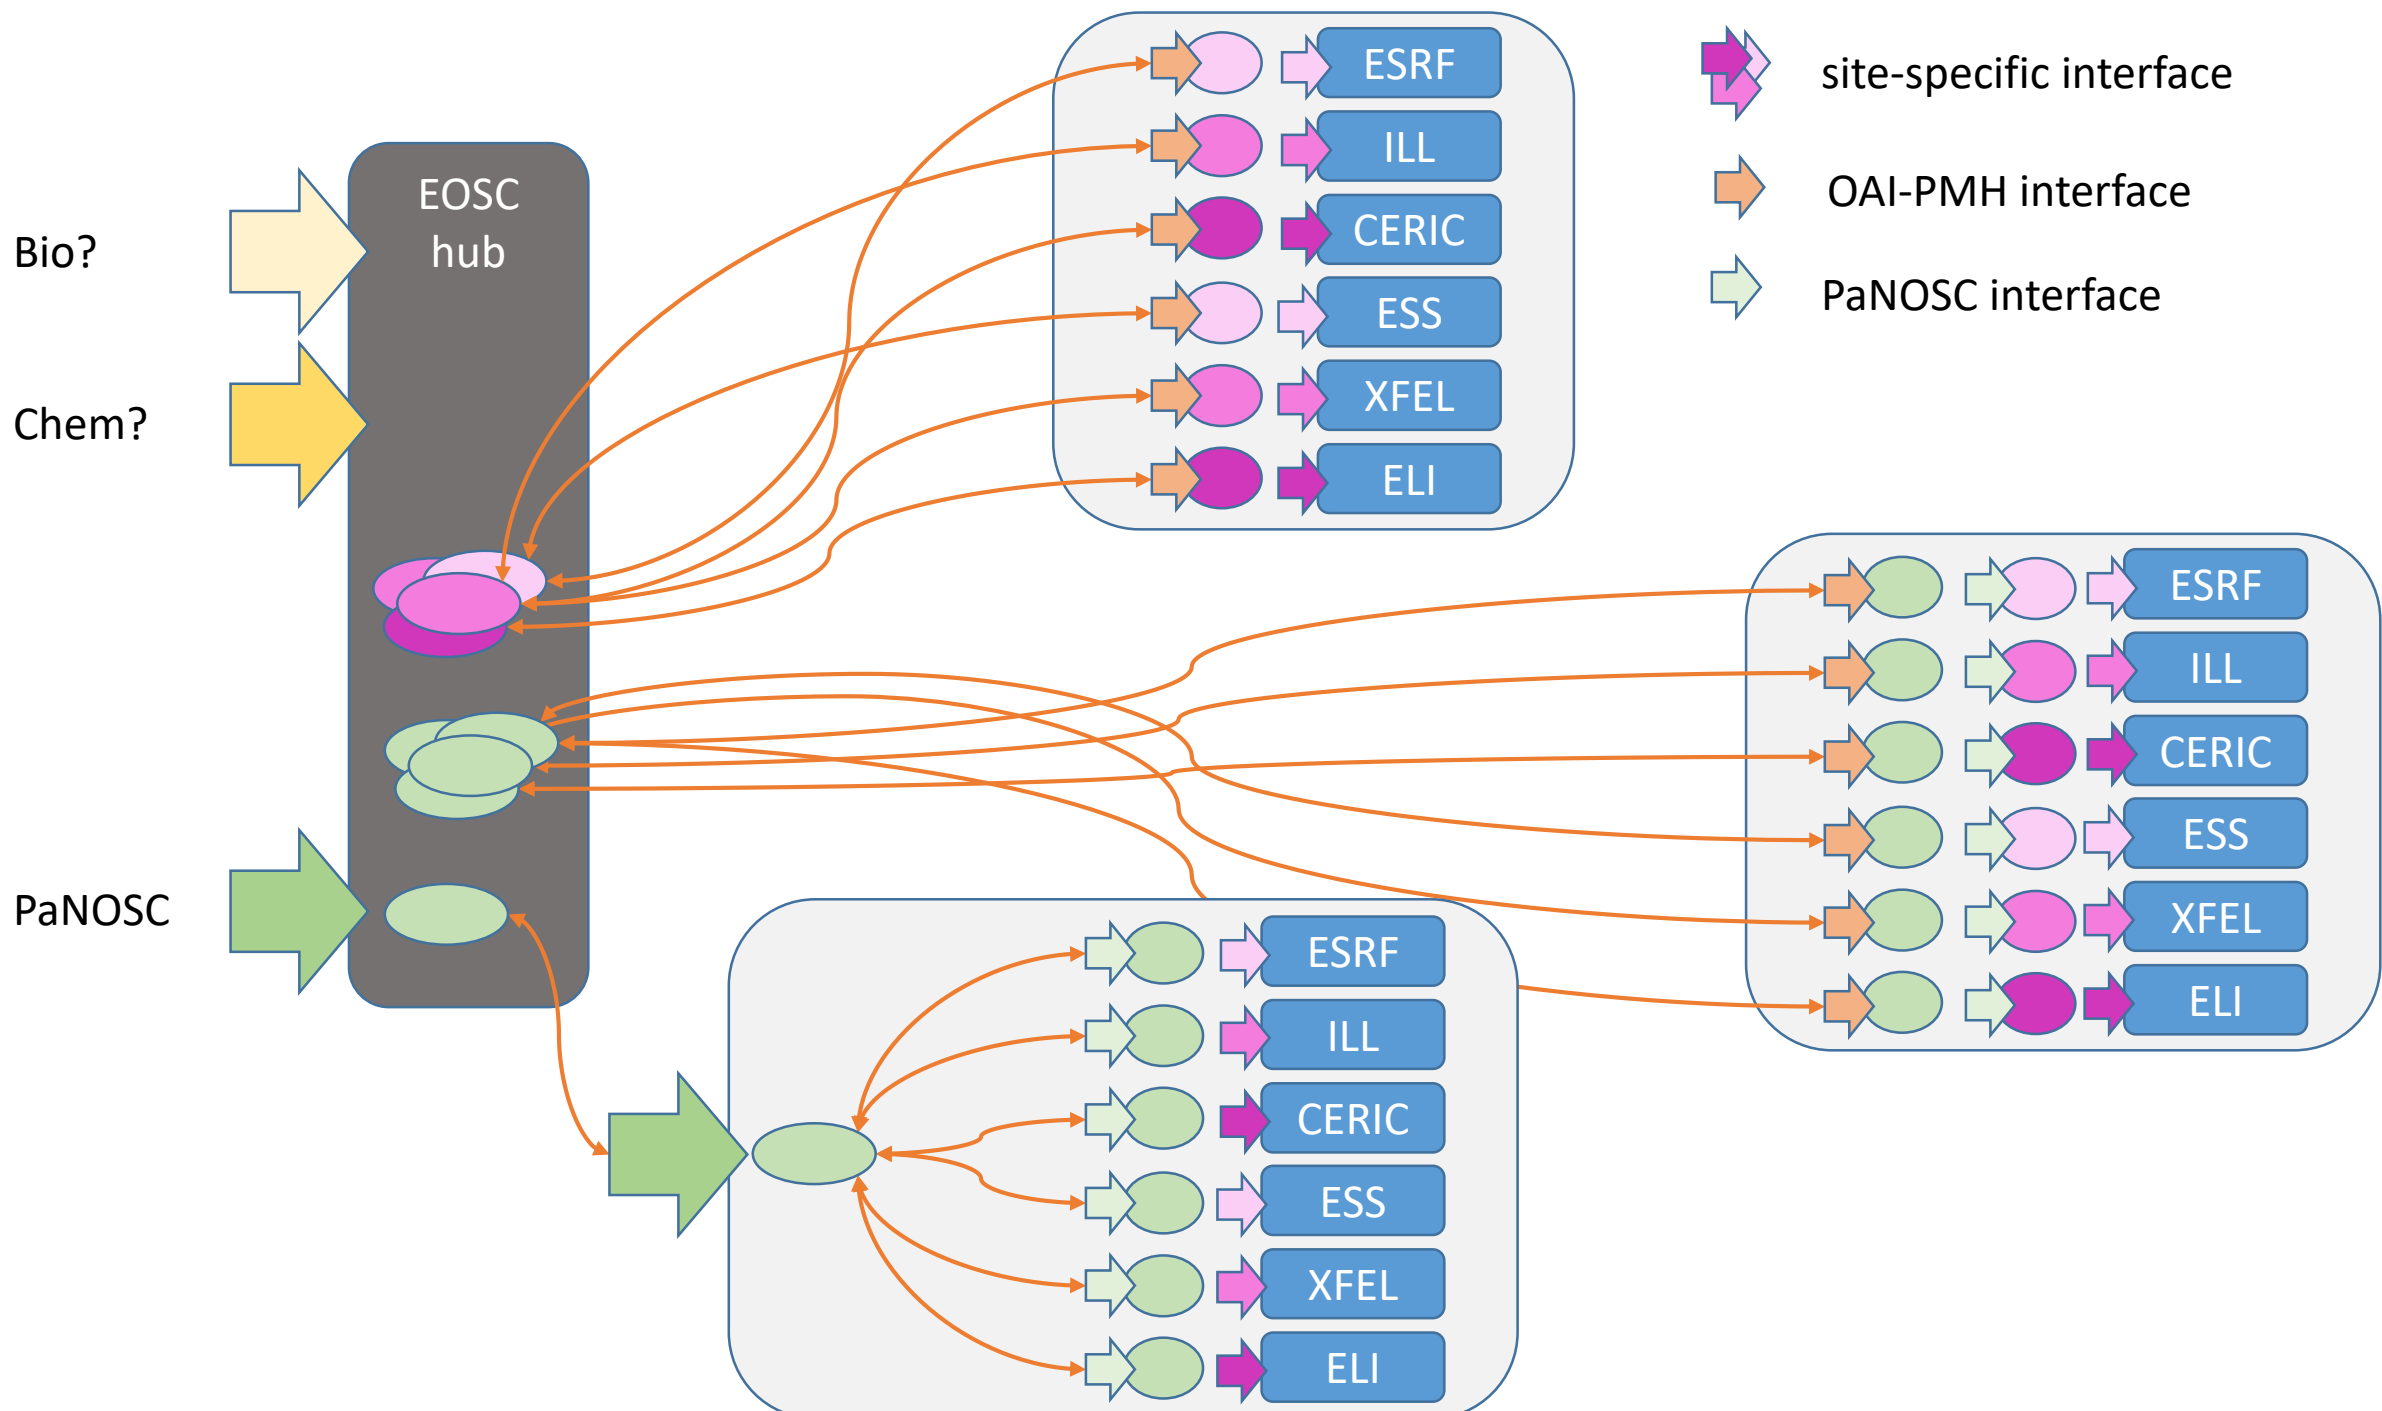 Bio?
Chem?
PaNOSC
EOSC
hub
ESRF
ILL
CERIC
ESS
XFEL
ELI
site-specific interface
OAI-PMH interface
PaNOSC interface
ESRF
ILL
CERIC
ESS
XFEL
ELI
ESRF
ILL
CERIC
ESS
XFEL
ELI